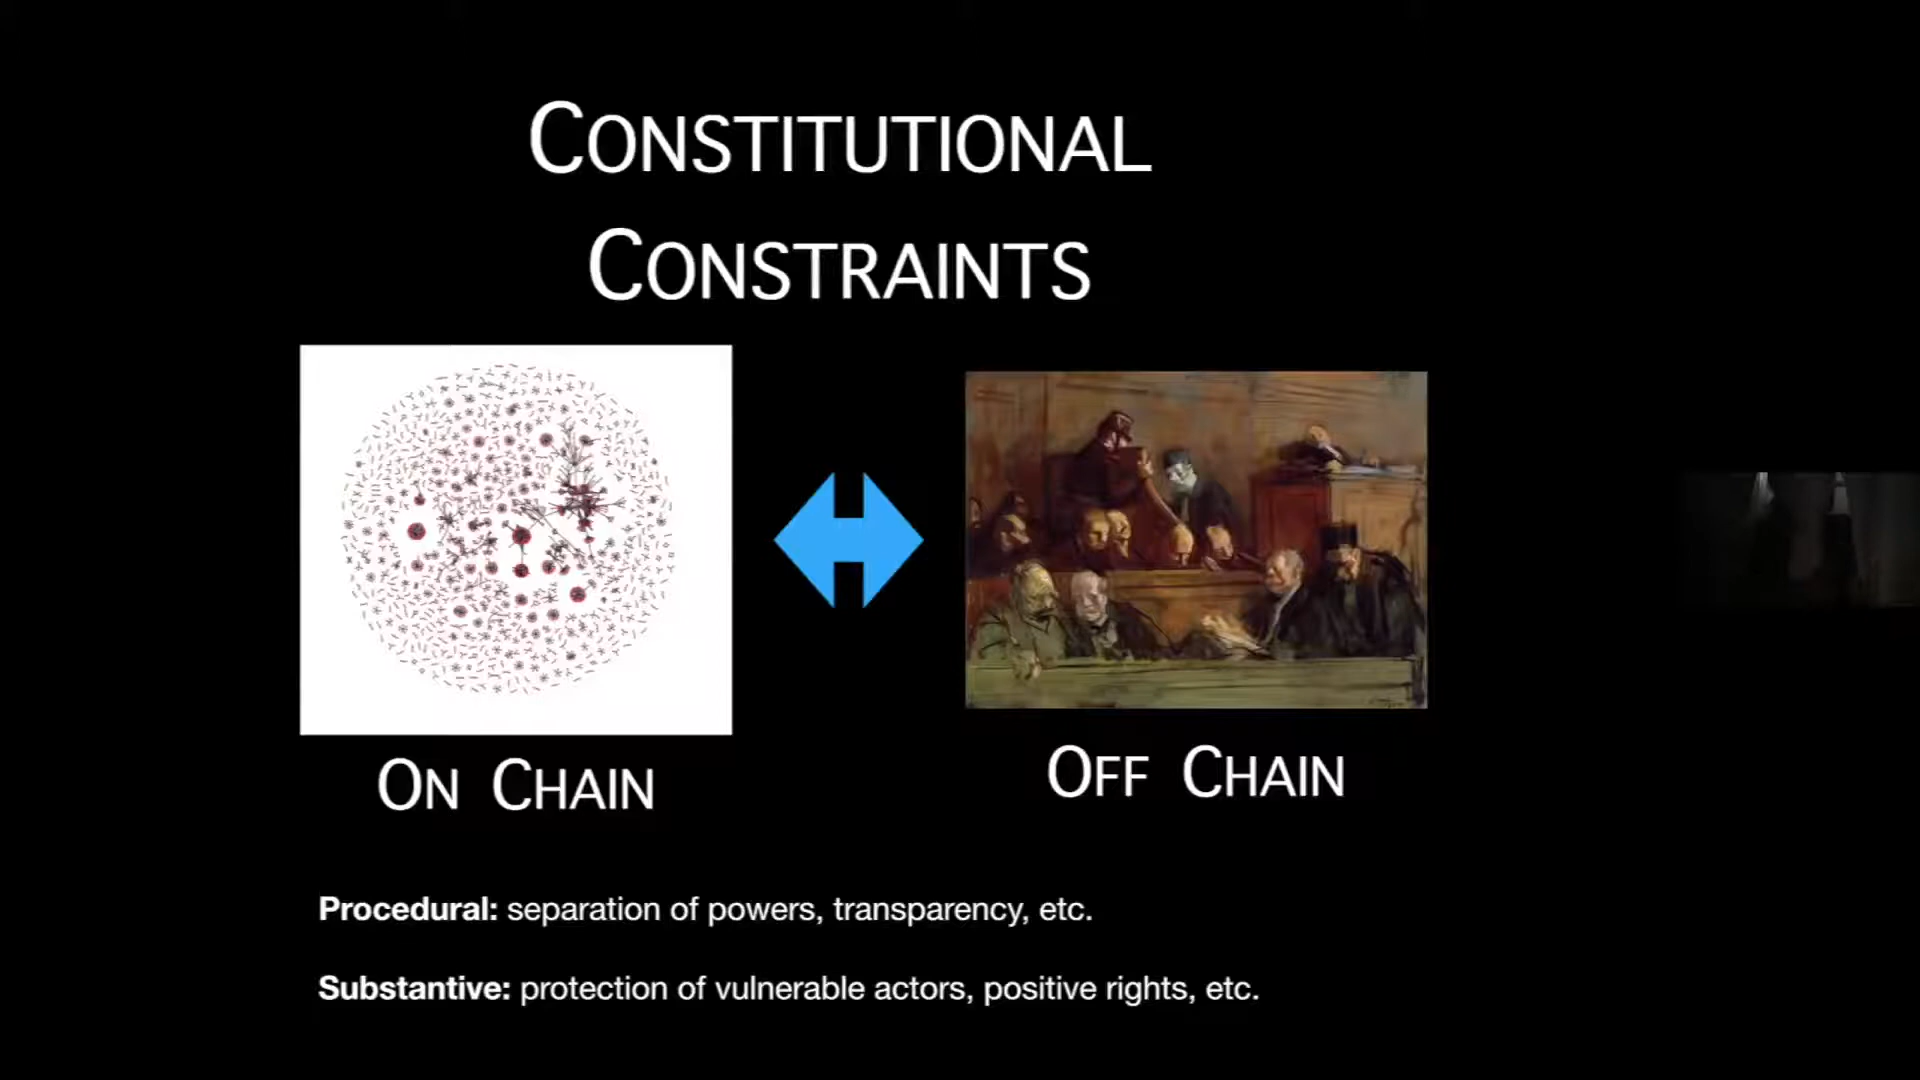 CONSTITUTIONAL
CONSTRAINTS
ON CHAIN
OFF CHAIN
Procedural: separation of powers, transparency, etc.
Substantive: protection of vulnerable actors, positive rights, etc.